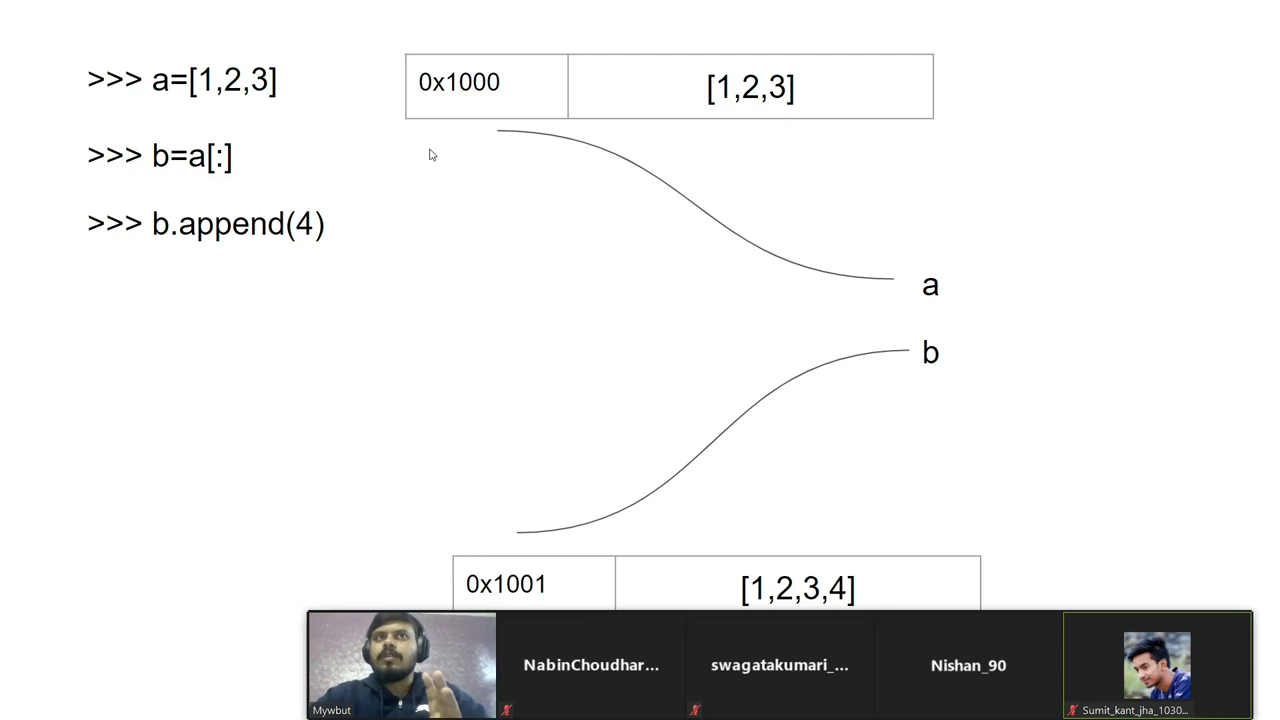 >>> a=[1,2,3]
0x1000
[1,2,3]
>>> b=a[:]
>>> b.append(4)
a
b
0x1001
[1,2,3,4]
Mywbut
NabinChoudhar...
swagatakumari_...
Nishan_90
Sumit_kant_jha_1030...